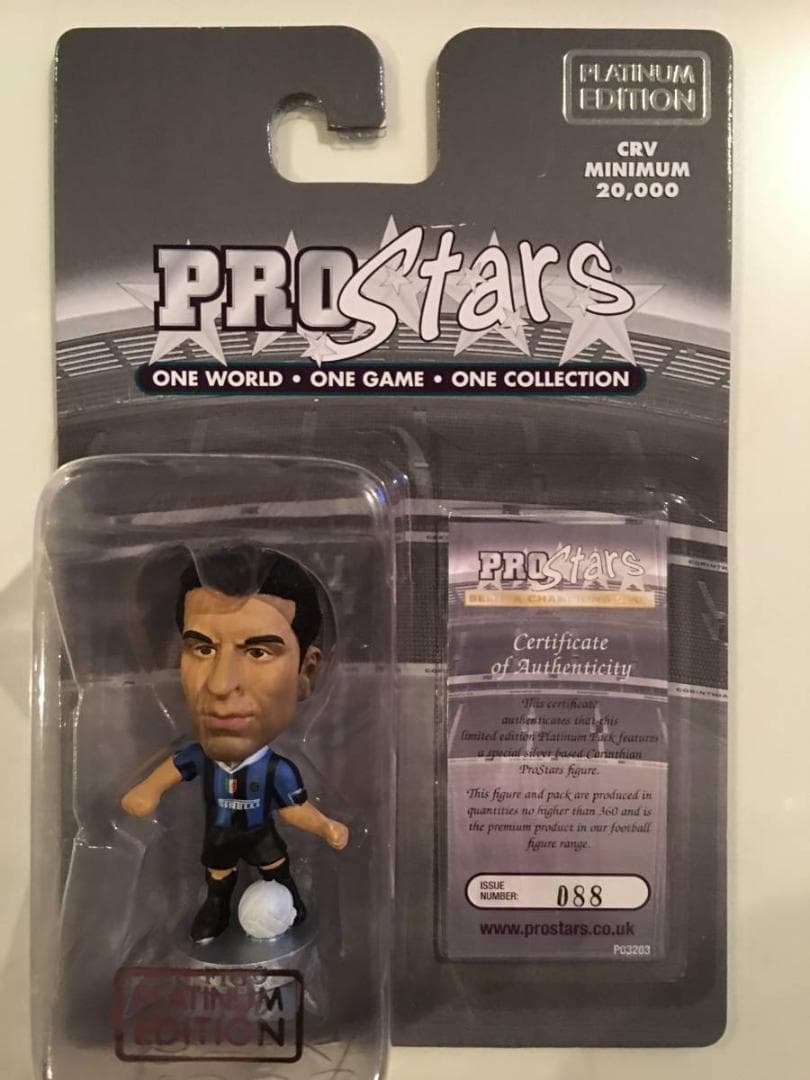 PLATINUM
EDITION
CRV
MINIMUM
20,000
PROStars
ONE WORLD • ONE GAME • ONE COLLECTION
PROStars
Certificate
of Authenticity
This certificate
authenticates that this
limited edition Platinum Pack features
a special silver based Corinthian
ProStars figure.
This figure and pack are produced in
quantities no higher than 360 and is
the premium product in our football
figure range.
ISSUE
NUMBER: 088
www.prostars.co.uk
P03203
PIRELLI
FIGO
PLATINUM
EDITION